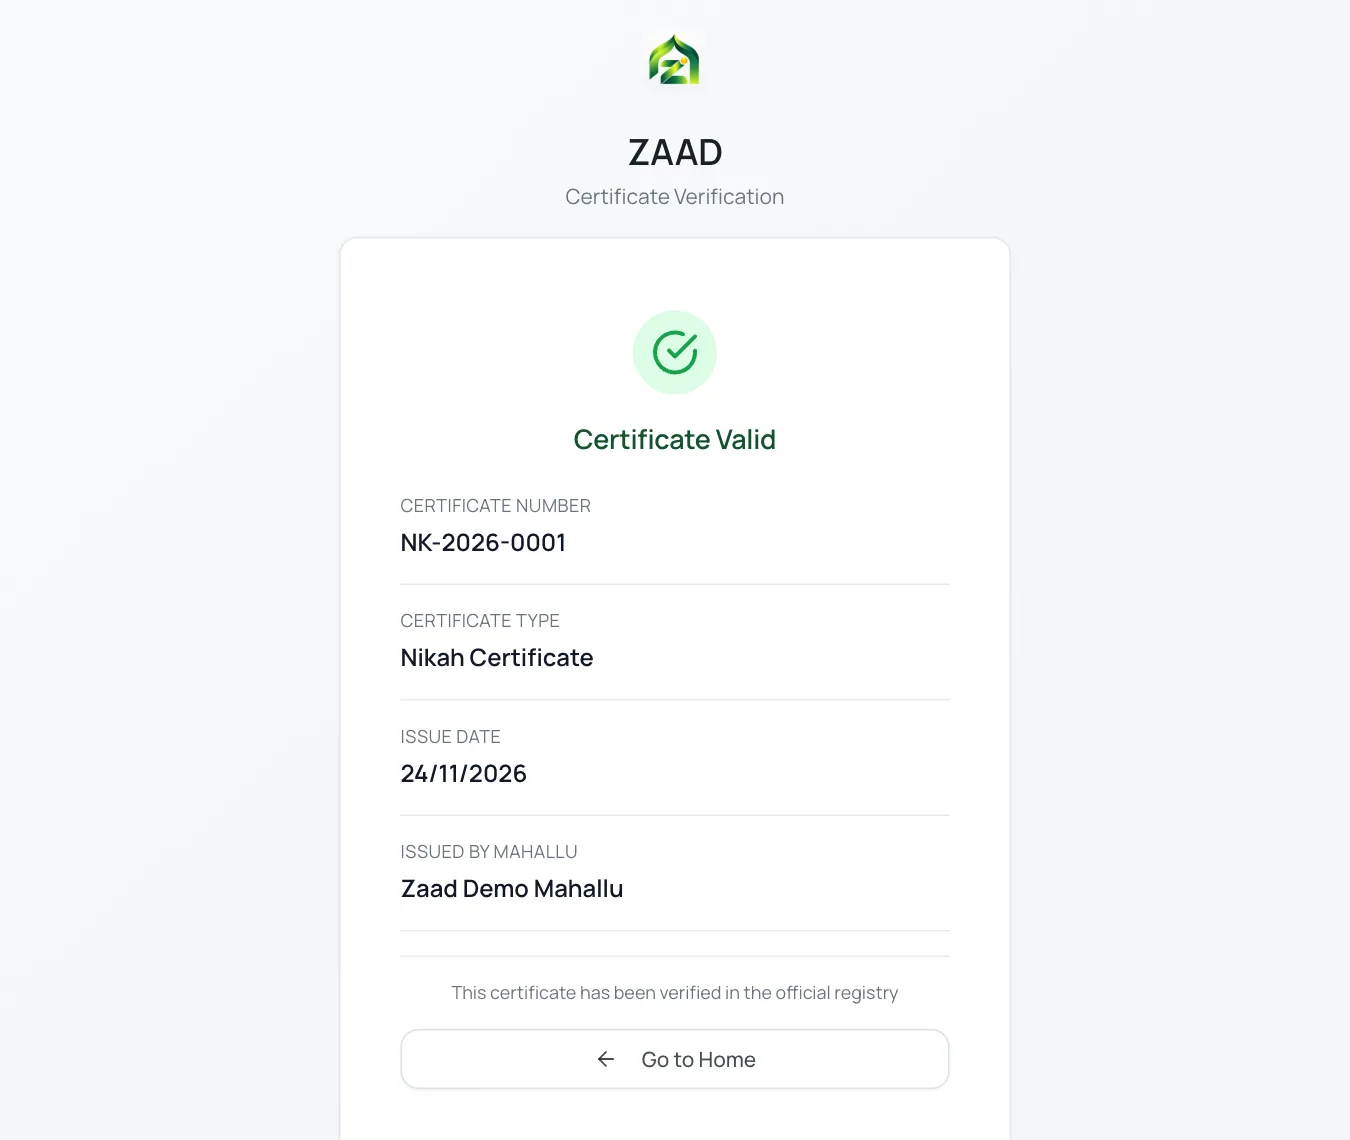 ZAAD
Certificate Verification
Certificate Valid
CERTIFICATE NUMBER
NK-2026-0001
CERTIFICATE TYPE
Nikah Certificate
ISSUE DATE
24/11/2026
ISSUED BY MAHALLU
Zaad Demo Mahallu
This certificate has been verified in the official registry
Go to Home